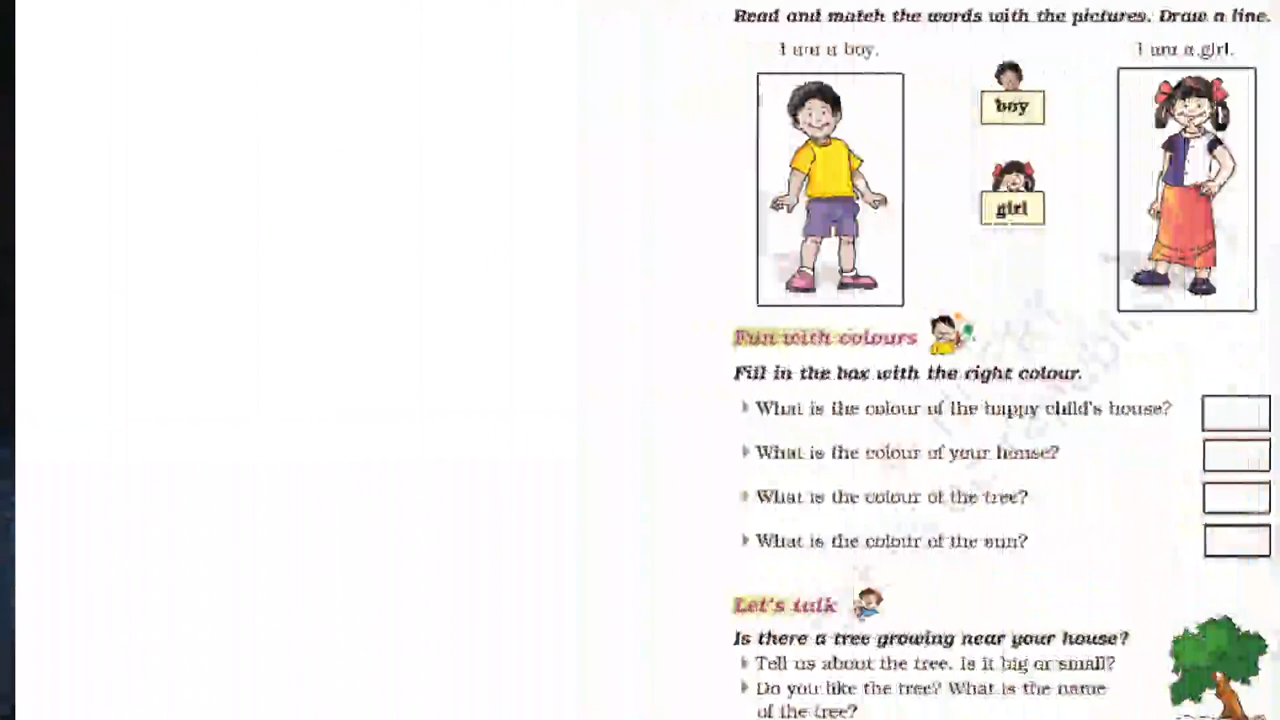 Read and match the words with the pictures. Draw a line.
I am a boy.
I am a girl.
boy
girl
Fun with colours
Fill in the box with the right colour.
What is the colour of the happy child's house?
What is the colour of your house?
What is the colour of the tree?
What is the colour of the sun?
Let's talk
Is there a tree growing near your house?
Tell us about the tree. Is it big or small?
Do you like the tree? What is the name
of the tree?